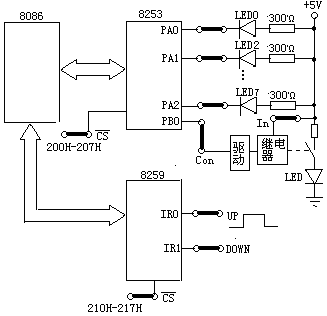 +5V
8086
8253
LED0
300Ω
PA0
LED2
300Ω
PA1
⋮
LED7
300Ω
PA2
PB0
In
CS
200H-207H
Con
驱动
继电器
LED
8259
IR0
UP
IR1
DOWN
CS
210H-217H